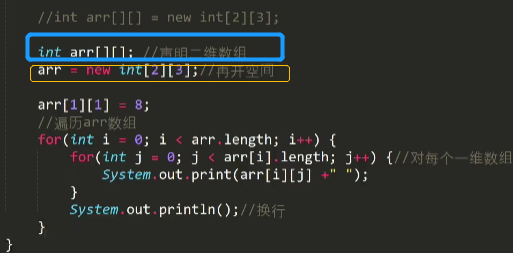 //int arr[][] = new int[2][3];
int arr[][]; //声明二维数组
arr = new int[2][3];//再开空间
arr[1][1] = 8;
//遍历arr数组
for(int i = 0; i < arr.length; i++) {
for(int j = 0; j < arr[i].length; j++) {//对每个一维数组
System.out.print(arr[i][j] +" ");
}
System.out.println();//换行
}
}